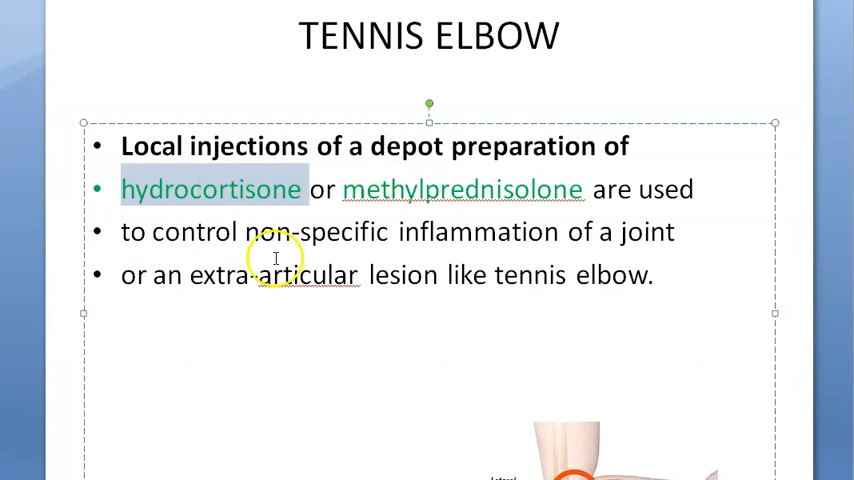 TENNIS ELBOW
• Local injections of a depot preparation of
• hydrocortisone or methylprednisolone are used
• to control non-specific inflammation of a joint
• or an extra-articular lesion like tennis elbow.
Lateral